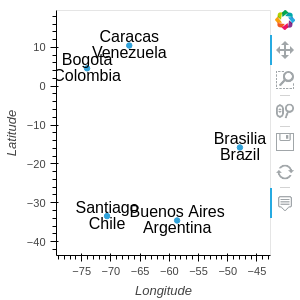 Caracas
Venezuela
Bogota
Colombia
Brasilia
Brazil
Santiago
Chile
Buenos Aires
Argentina
10
0
−10
−20
−30
−40
Latitude
−75
−70
−65
−60
−55
−50
−45
Longitude